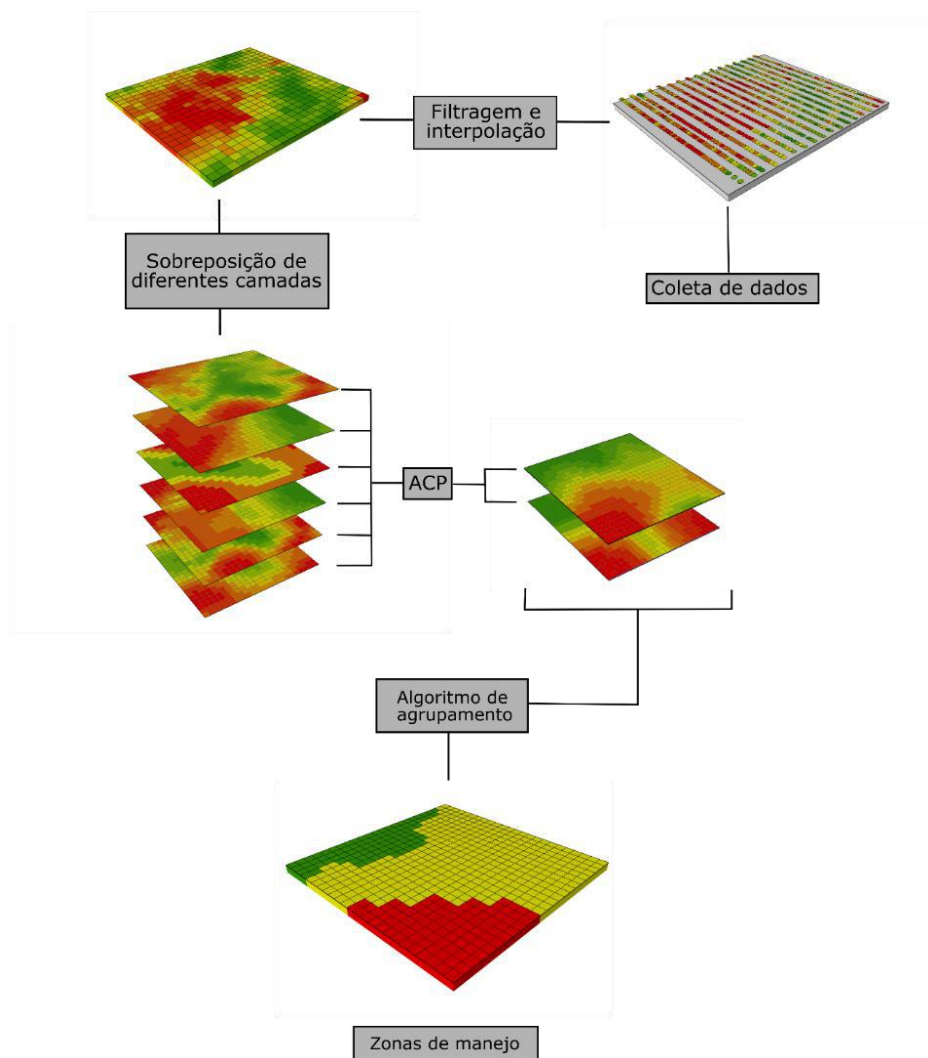 Filtragem e
interpolação
Sobreposição de
diferentes camadas
Coleta de dados
ACP
Algoritmo de
agrupamento
Zonas de manejo